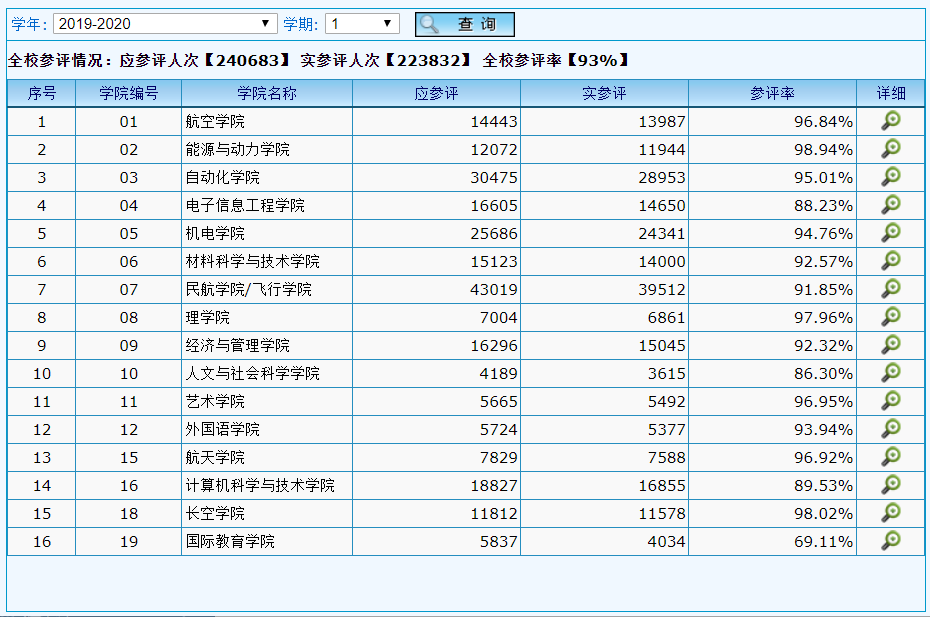 学年: 2019-2020 学期: 1 查 询
全校参评情况：应参评人次【240683】 实参评人次【223832】 全校参评率【93%】
序号 学院编号 学院名称 应参评 实参评 参评率 详细
1 01 航空学院 14443 13987 96.84%
2 02 能源与动力学院 12072 11944 98.94%
3 03 自动化学院 30475 28953 95.01%
4 04 电子信息工程学院 16605 14650 88.23%
5 05 机电学院 25686 24341 94.76%
6 06 材料科学与技术学院 15123 14000 92.57%
7 07 民航学院/飞行学院 43019 39512 91.85%
8 08 理学院 7004 6861 97.96%
9 09 经济与管理学院 16296 15045 92.32%
10 10 人文与社会科学学院 4189 3615 86.30%
11 11 艺术学院 5665 5492 96.95%
12 12 外国语学院 5724 5377 93.94%
13 15 航天学院 7829 7588 96.92%
14 16 计算机科学与技术学院 18827 16855 89.53%
15 18 长空学院 11812 11578 98.02%
16 19 国际教育学院 5837 4034 69.11%